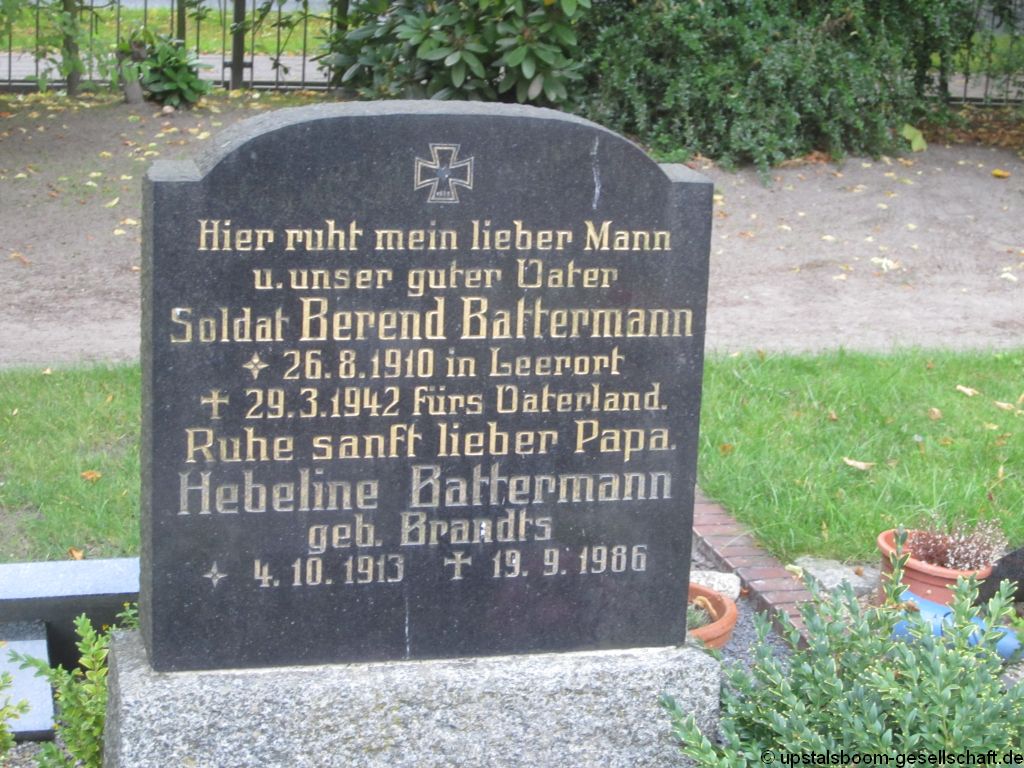 Hier ruht mein lieber Mann
u. unser guter Vater
Soldat Berend Battermann
26.8.1910 in Leerort
29.3.1942 fürs Vaterland.
Ruhe sanft lieber Papa.
Hebeline Battermann
geb. Brandts
4.10.1913 19.9.1986
© upstalsboom-gesellschaft.de